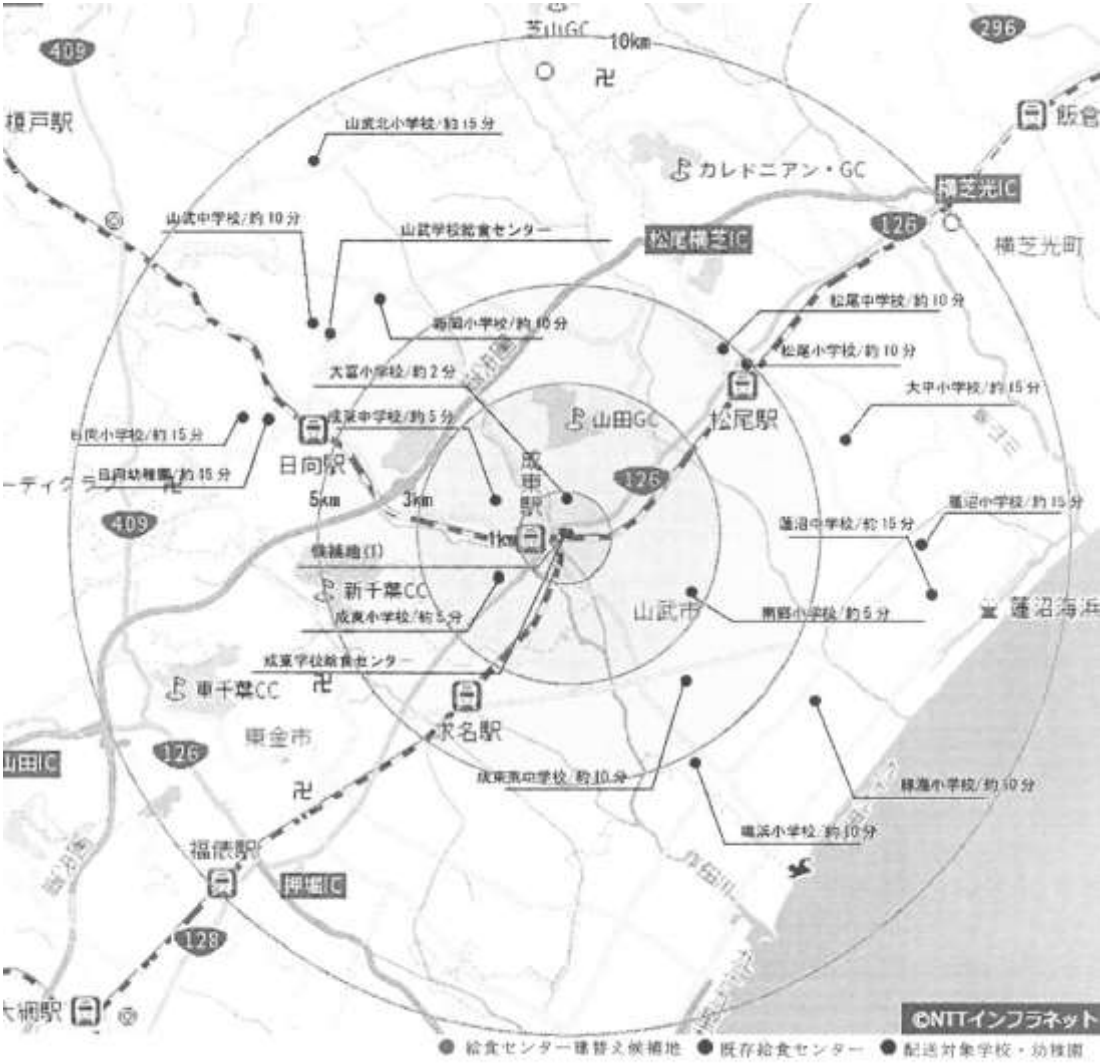 芝山GC
10km
296
409
榎戸駅
飯倉
山武北小学校/約15分
カレドニアン・GC
横芝光IC
山武中学校/約10分
山武学校給食センター
126
松尾横芝IC
横芝光町
松尾中学校/約10分
睦岡小学校/約10分
松尾小学校/約10分
大富小学校/約2分
大平小学校/約15分
成東中学校/約5分
山田GC
松尾駅
日向小学校/約15分
成東駅
日向駅
126
日向幼稚園/約15分
ーディクラ
5km
3km
蓮沼小学校/約15分
409
蓮沼中学校/約15分
1km
候補地(1)
新千葉CC
山武市
蓮沼海浜
成東小学校/約5分
南郷小学校/約5分
成東学校給食センター
東千葉CC
求名駅
東金市
126
山田IC
成東東中学校/約10分
緑海小学校/約10分
鳴浜小学校/約10分
福俵駅
押堀IC
作田川
128
大網駅
©NTTインフラネット
給食センター建替え候補地
既存給食センター
配送対象学校・幼稚園